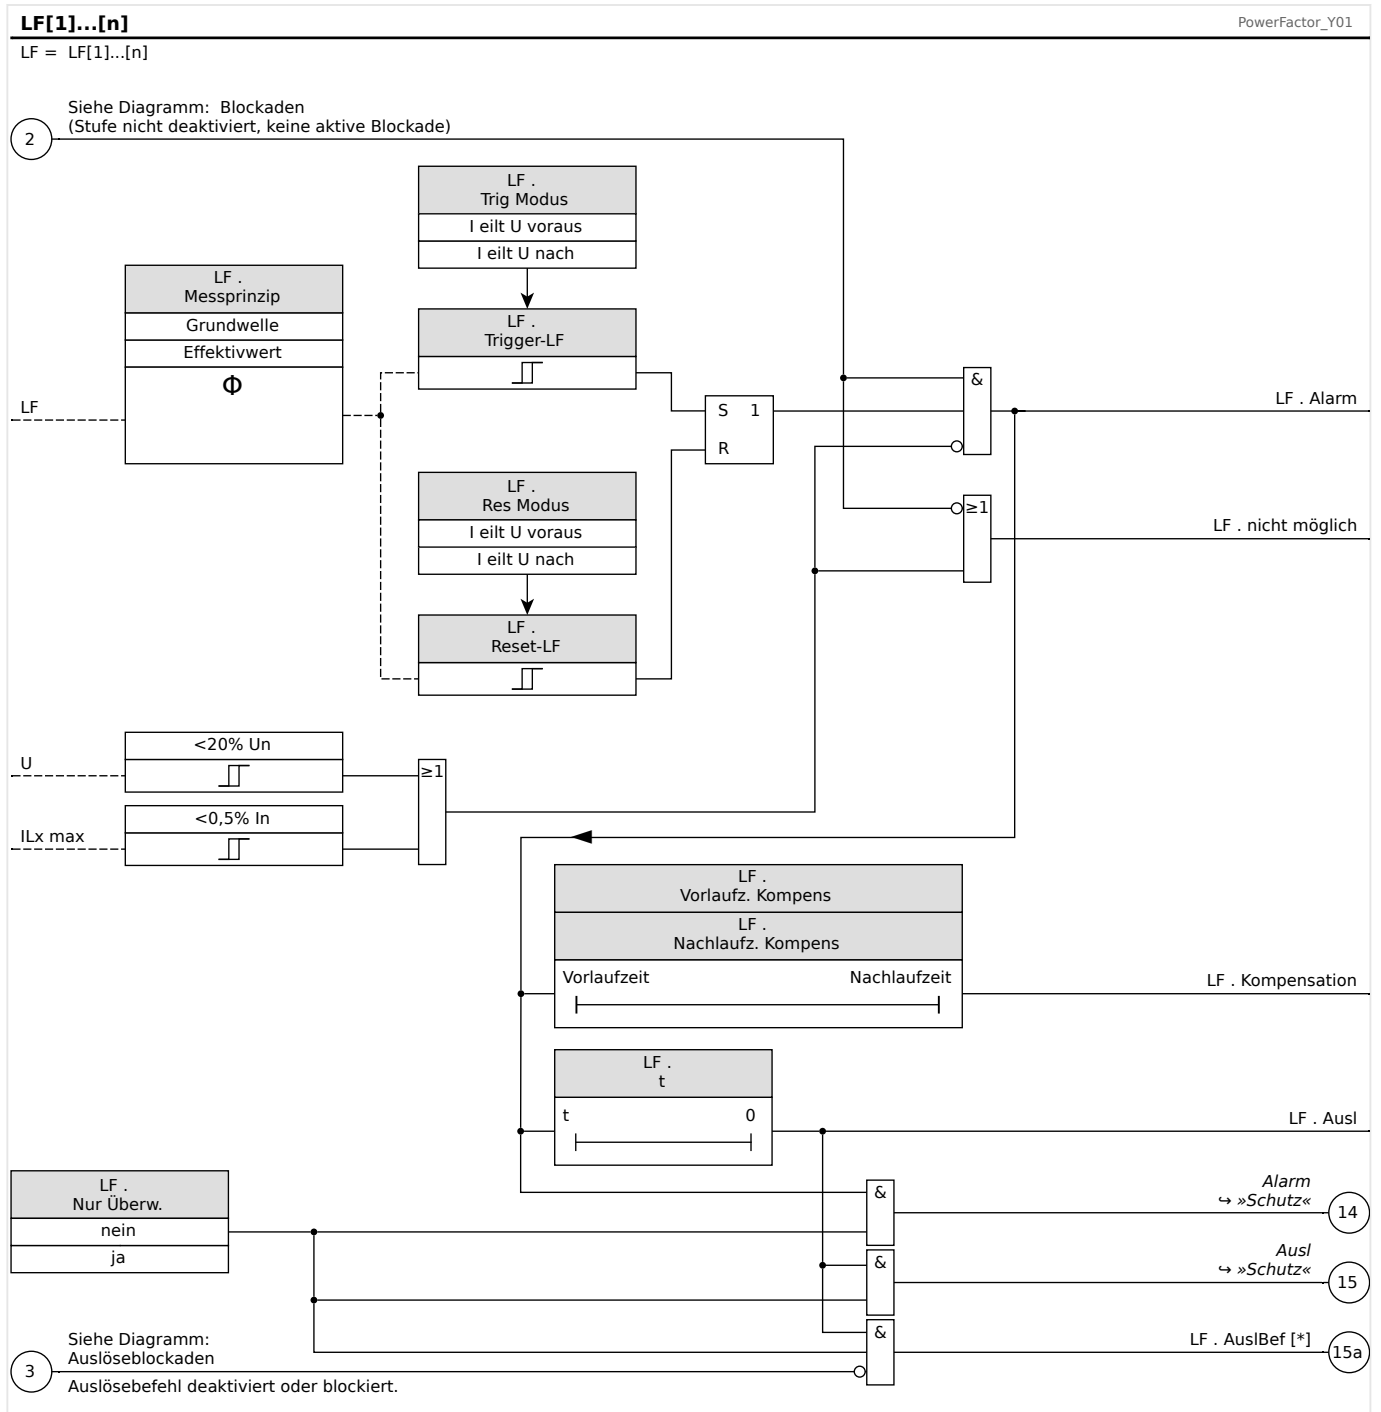 LF[1]...[n]
PowerFactor_Y01
LF = LF[1]...[n]
Siehe Diagramm: Blockaden
(Stufe nicht deaktiviert, keine aktive Blockade)
2
LF .
Trig Modus
I eilt U voraus
I eilt U nach
LF .
Messprinzip
Grundwelle
Effektivwert
Φ
LF
LF .
Trigger-LF
S 1
R
&
LF . Alarm
LF .
Res Modus
I eilt U voraus
I eilt U nach
≥1
LF . nicht möglich
LF .
Reset-LF
<20% Un
U
≥1
<0,5% In
ILx max
LF .
Vorlaufz. Kompens
LF .
Nachlaufz. Kompens
Vorlaufzeit Nachlaufzeit
LF . Kompensation
LF .
t
t 0
LF . Ausl
LF .
Nur Überw.
nein
ja
&
Alarm
↪ »Schutz«
14
&
Ausl
↪ »Schutz«
15
&
LF . AuslBef [*]
15a
Siehe Diagramm:
Auslöseblockaden
3
Auslösebefehl deaktiviert oder blockiert.